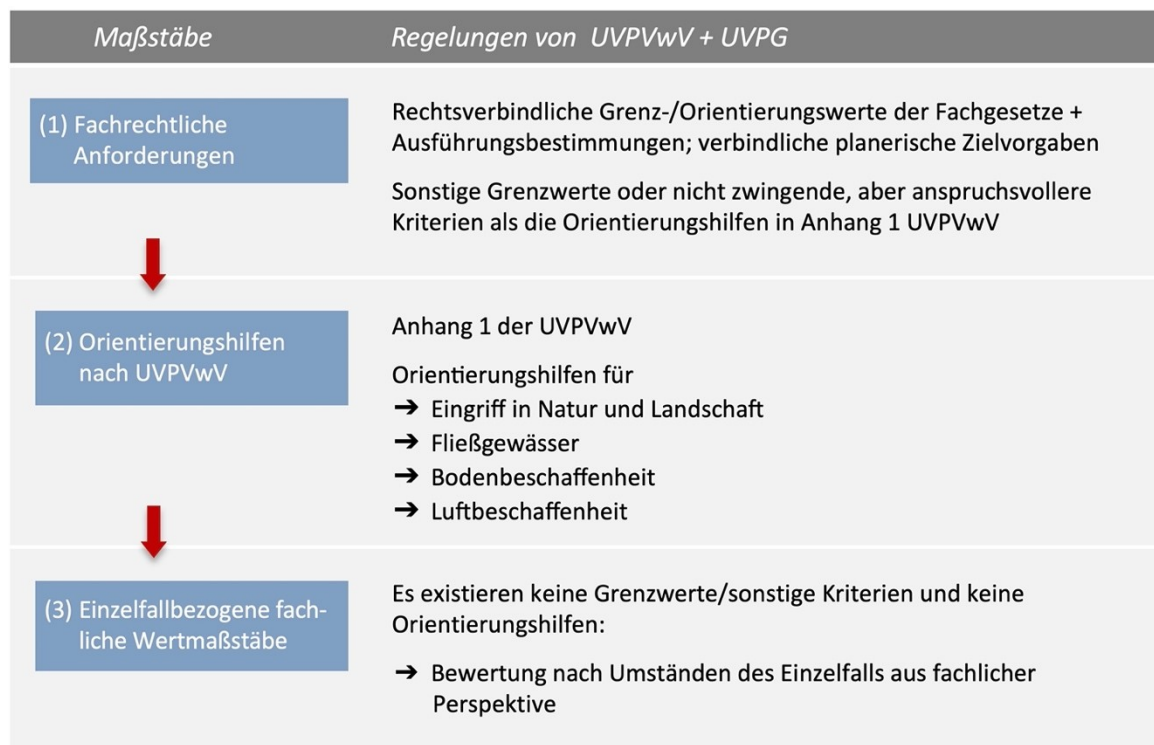 Maßstäbe
Regelungen von UVPVwV + UVPG
(1) Fachrechtliche
Anforderungen
Rechtsverbindliche Grenz-/Orientierungswerte der Fachgesetze +
Ausführungsbestimmungen; verbindliche planerische Zielvorgaben
Sonstige Grenzwerte oder nicht zwingende, aber anspruchsvollere
Kriterien als die Orientierungshilfen in Anhang 1 UVPVwV
(2) Orientierungshilfen
nach UVPVwV
Anhang 1 der UVPVwV
Orientierungshilfen für
➔ Eingriff in Natur und Landschaft
➔ Fließgewässer
➔ Bodenbeschaffenheit
➔ Luftbeschaffenheit
(3) Einzelfallbezogene fach-
liche Wertmaßstäbe
Es existieren keine Grenzwerte/sonstige Kriterien und keine
Orientierungshilfen:
➔ Bewertung nach Umständen des Einzelfalls aus fachlicher
Perspektive